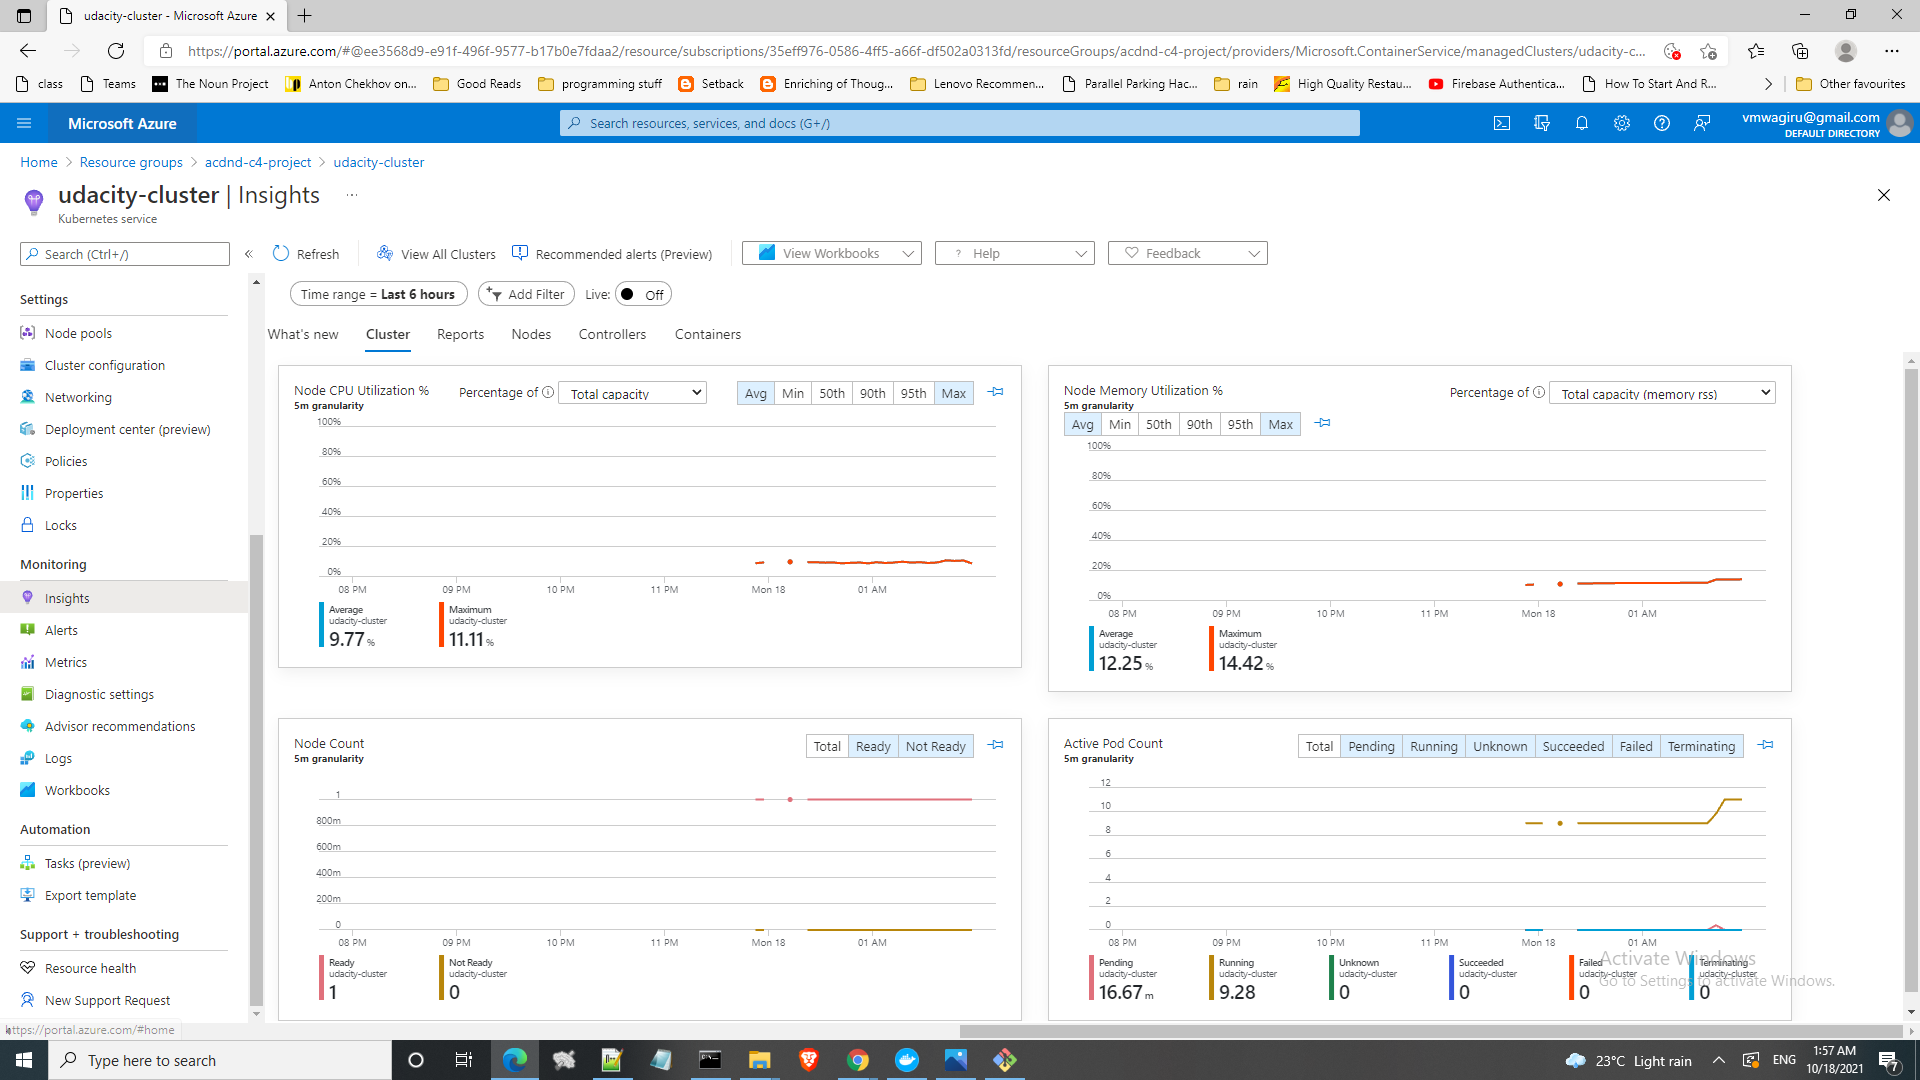 udacity-cluster - Microsoft Azure
https://portal.azure.com/#@ee3568d9-e91f-496f-9577-b17b0e7fdaa2/resource/subscriptions/35eff976-0586-4ff5-a66f-df502a0313fd/resourceGroups/acdnd-c4-project/providers/Microsoft.ContainerService/managedClusters/udacity-c...
class Teams The Noun Project Anton Chekhov on... Good Reads programming stuff Setback Enriching of Thoug... Lenovo Recommen... Parallel Parking Hac... rain High Quality Restau... Firebase Authentica... How To Start And R... Other favourites
Microsoft Azure
Search resources, services, and docs (G+/)
vmwagiru@gmail.com
DEFAULT DIRECTORY
Home > Resource groups > acdnd-c4-project > udacity-cluster
udacity-cluster | Insights ...
Kubernetes service
Search (Ctrl+/)
Refresh View All Clusters Recommended alerts (Preview) View Workbooks ? Help Feedback
Time range = Last 6 hours Add Filter Live: Off
What's new Cluster Reports Nodes Controllers Containers
Settings
Node pools
Cluster configuration
Networking
Deployment center (preview)
Policies
Properties
Locks
Monitoring
Insights
Alerts
Metrics
Diagnostic settings
Advisor recommendations
Logs
Workbooks
Automation
Tasks (preview)
Export template
Support + troubleshooting
Resource health
New Support Request
https://portal.azure.com/#home
Node CPU Utilization % Percentage of Total capacity Avg Min 50th 90th 95th Max
5m granularity
100%
80%
60%
40%
20%
0%
08 PM 09 PM 10 PM 11 PM Mon 18 01 AM
Average Maximum
udacity-cluster udacity-cluster
9.77 % 11.11 %
Node Memory Utilization % Percentage of Total capacity (memory rss)
5m granularity
Avg Min 50th 90th 95th Max
100%
80%
60%
40%
20%
0%
08 PM 09 PM 10 PM 11 PM Mon 18 01 AM
Average Maximum
udacity-cluster udacity-cluster
12.25 % 14.42 %
Node Count Total Ready Not Ready
5m granularity
1
800m
600m
400m
200m
0
08 PM 09 PM 10 PM 11 PM Mon 18 01 AM
Ready Not Ready
udacity-cluster udacity-cluster
1 0
Active Pod Count Total Pending Running Unknown Succeeded Failed Terminating
5m granularity
12
10
8
6
4
2
0
08 PM 09 PM 10 PM 11 PM Mon 18 01 AM
Pending Running Unknown Succeeded Failed Terminating
udacity-cluster udacity-cluster udacity-cluster udacity-cluster udacity-cluster udacity-cluster
16.67 m 9.28 0 0 0 0
Activate Windows
Go to Settings to activate Windows.
Type here to search
23°C Light rain
ENG
1:57 AM
10/18/2021
7